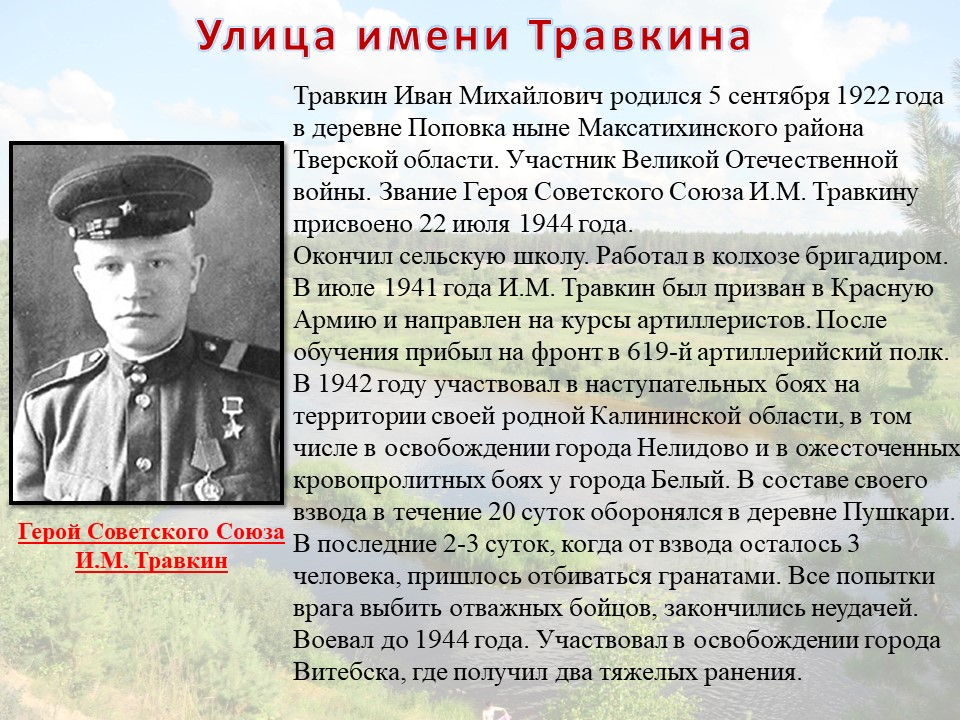 Улица имени Травкина
Травкин Иван Михайлович родился 5 сентября 1922 года
в деревне Поповка ныне Максатихинского района
Тверской области. Участник Великой Отечественной
войны. Звание Героя Советского Союза И.М. Травкину
присвоено 22 июля 1944 года.
Окончил сельскую школу. Работал в колхозе бригадиром.
В июле 1941 года И.М. Травкин был призван в Красную
Армию и направлен на курсы артиллеристов. После
обучения прибыл на фронт в 619-й артиллерийский полк.
В 1942 году участвовал в наступательных боях на
территории своей родной Калининской области, в том
числе в освобождении города Нелидово и в ожесточенных
кровопролитных боях у города Белый. В составе своего
взвода в течение 20 суток оборонялся в деревне Пушкари.
В последние 2-3 суток, когда от взвода осталось 3
человека, пришлось отбиваться гранатами. Все попытки
врага выбить отважных бойцов, закончились неудачей.
Воевал до 1944 года. Участвовал в освобождении города
Витебска, где получил два тяжелых ранения.
Герой Советского Союза
И.М. Травкин